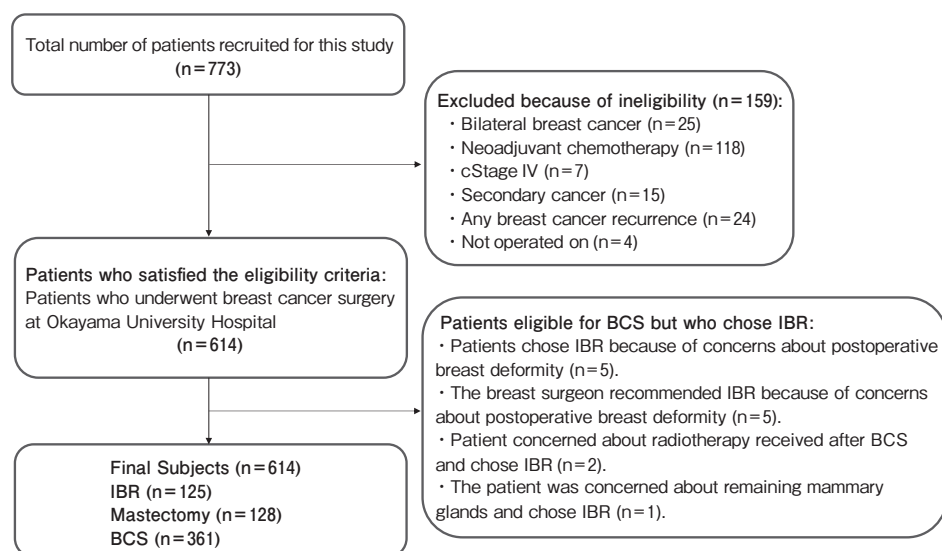 Total number of patients recruited for this study
(n=773)
Excluded because of ineligibility (n=159):
・Bilateral breast cancer (n=25)
・Neoadjuvant chemotherapy (n=118)
・cStage IV (n=7)
・Secondary cancer (n=15)
・Any breast cancer recurrence (n=24)
・Not operated on (n=4)
Patients who satisfied the eligibility criteria:
Patients who underwent breast cancer surgery
at Okayama University Hospital
(n=614)
Patients eligible for BCS but who chose IBR:
・Patients chose IBR because of concerns about postoperative
breast deformity (n=5).
・The breast surgeon recommended IBR because of concerns
about postoperative breast deformity (n=5).
・Patient concerned about radiotherapy received after BCS
and chose IBR (n=2).
・The patient was concerned about remaining mammary
glands and chose IBR (n=1).
Final Subjects (n=614)
IBR (n=125)
Mastectomy (n=128)
BCS (n=361)